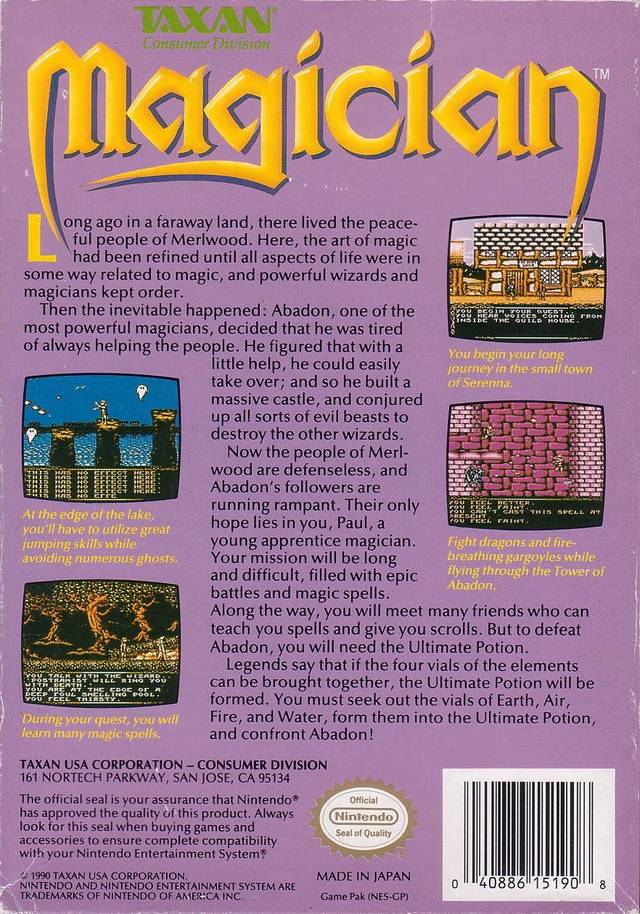 TAXAN®
Consumer Division
Magician™
Long ago in a faraway land, there lived the peace-
ful people of Merlwood. Here, the art of magic
had been refined until all aspects of life were in
some way related to magic, and powerful wizards and
magicians kept order.
Then the inevitable happened: Abadon, one of the
most powerful magicians, decided that he was tired
of always helping the people. He figured that with a
little help, he could easily
take over; and so he built a
massive castle, and conjured
up all sorts of evil beasts to
destroy the other wizards.
Now the people of Merl-
wood are defenseless, and
Abadon's followers are
running rampant. Their only
hope lies in you, Paul, a
young apprentice magician.
Your mission will be long
and difficult, filled with epic
battles and magic spells.
Along the way, you will meet many friends who can
teach you spells and give you scrolls. But to defeat
Abadon, you will need the Ultimate Potion.
Legends say that if the four vials of the elements
can be brought together, the Ultimate Potion will be
formed. You must seek out the vials of Earth, Air,
Fire, and Water, form them into the Ultimate Potion,
and confront Abadon!
YOU BEGIN YOUR QUEST..
YOU HEAR VOICES COMING FROM
INSIDE THE GUILD HOUSE.
You begin your long
journey in the small town
of Serenna.
THIS HAS NO EFFECT HERE
THIS HAS NO EFFECT HERE
THIS HAS NO EFFECT HERE
THIS HAS NO EFFE
At the edge of the lake,
you'll have to utilize great
jumping skills while
avoiding numerous ghosts.
YOU FEEL BETTER.
YOU FEEL FAINT.
YOU CAN'T CAST THIS SPELL AT
PRESENT.
YOU FEEL FAINT.
Fight dragons and fire-
breathing gargoyles while
flying through the Tower of
Abadon.
YOU TALK WITH THE WIZARD.
WILL RING YOU
WITH DEATH.
YOU ARE AT THE EDGE OF A
DEEP FOUL SMELLING POOL.
YOU FEEL THIRSTY.
During your quest, you will
learn many magic spells.
TAXAN USA CORPORATION – CONSUMER DIVISION
161 NORTECH PARKWAY, SAN JOSE, CA 95134
The official seal is your assurance that Nintendo®
has approved the quality of this product. Always
look for this seal when buying games and
accessories to ensure complete compatibility
with your Nintendo Entertainment System®.
© 1990 TAXAN USA CORPORATION.
NINTENDO AND NINTENDO ENTERTAINMENT SYSTEM ARE
TRADEMARKS OF NINTENDO OF AMERICA INC.
Official
Nintendo
Seal of Quality
MADE IN JAPAN
Game Pak (NES-GP)
0 40886 15190 8